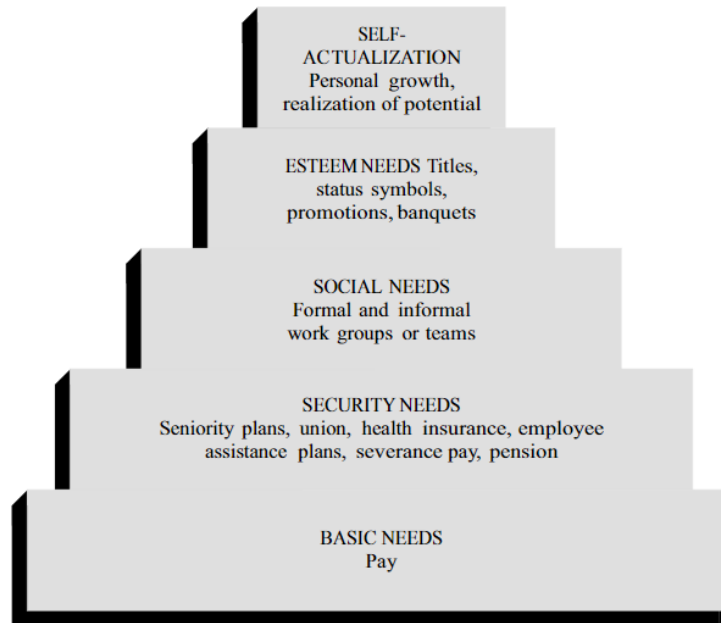 SELF-
ACTUALIZATION
Personal growth,
realization of potential
ESTEEM NEEDS Titles,
status symbols,
promotions, banquets
SOCIAL NEEDS
Formal and informal
work groups or teams
SECURITY NEEDS
Seniority plans, union, health insurance, employee
assistance plans, severance pay, pension
BASIC NEEDS
Pay